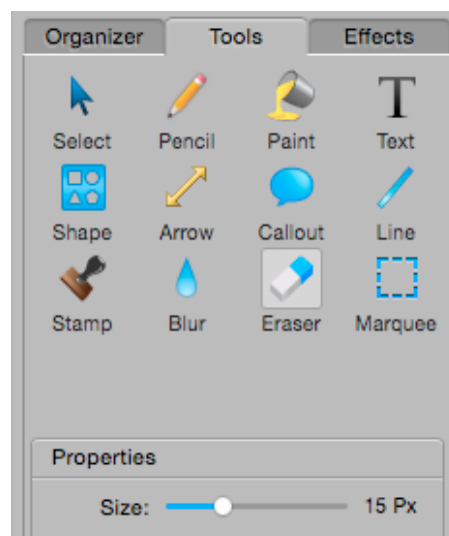 Organizer Tools Effects
Select Pencil Paint Text
Shape Arrow Callout Line
Stamp Blur Eraser Marquee
Properties
Size: 15 Px